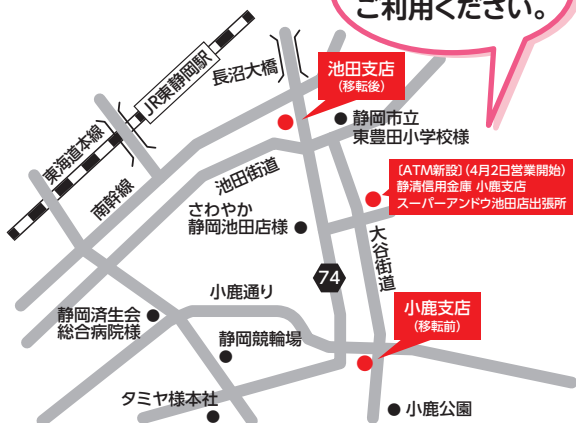 ご利用ください。
JR東静岡駅
長沼大橋
池田支店
(移転後)
静岡市立
東豊田小学校様
東海道本線
南幹線
池田街道
〔ATM新設〕(4月2日営業開始)
静清信用金庫 小鹿支店
スーパーアンドウ池田店出張所
さわやか
静岡池田店様
大谷街道
74
小鹿通り
小鹿支店
(移転前)
静岡済生会
総合病院様
静岡競輪場
タミヤ様本社
小鹿公園